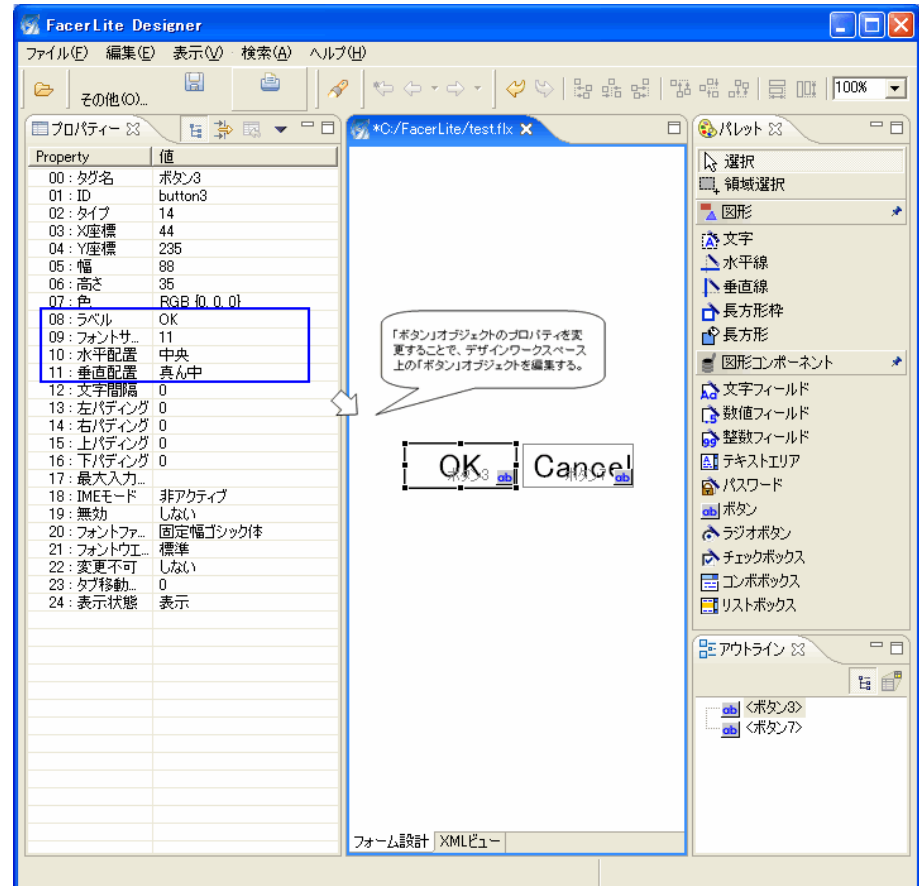 FacerLite Designer
ファイル(F) 編集(E) 表示(V) 検索(A) ヘルプ(H)
その他(O)...
100%
プロパティー
Property 値
00 : タグ名 ボタン3
01 : ID button3
02 : タイプ 14
03 : X座標 44
04 : Y座標 235
05 : 幅 88
06 : 高さ 35
07 : 色 RGB {0, 0, 0}
08 : ラベル OK
09 : フォントサ... 11
10 : 水平配置 中央
11 : 垂直配置 真ん中
12 : 文字間隔 0
13 : 左パディング 0
14 : 右パディング 0
15 : 上パディング 0
16 : 下パディング 0
17 : 最大入力...
18 : IMEモード 非アクティブ
19 : 無効 しない
20 : フォントファ... 固定幅ゴシック体
21 : フォントウエ... 標準
22 : 変更不可 しない
23 : タブ移動... 0
24 : 表示状態 表示
*C:/FacerLite/test.flx
「ボタン」オブジェクトのプロパティを変
更することで、デザインワークスペース
上の「ボタン」オブジェクトを編集する。
OK Cancel
ボタン3 ボタン7
ab ab
フォーム設計 XMLビュー
パレット
選択
領域選択
図形
文字
水平線
垂直線
長方形枠
長方形
図形コンポーネント
文字フィールド
数値フィールド
整数フィールド
テキストエリア
パスワード
ボタン
ラジオボタン
チェックボックス
コンボボックス
リストボックス
アウトライン
ab <ボタン3>
ab <ボタン7>